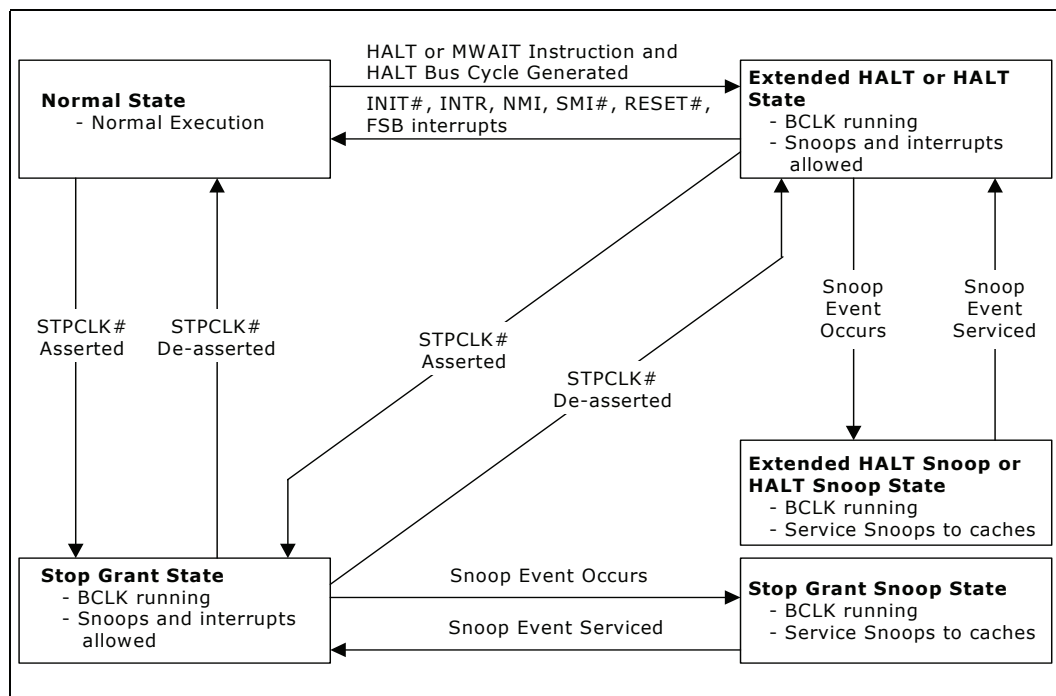 HALT or MWAIT Instruction and
HALT Bus Cycle Generated
Normal State
- Normal Execution
INIT#, INTR, NMI, SMI#, RESET#,
FSB interrupts
Extended HALT or HALT
State
- BCLK running
- Snoops and interrupts
allowed
STPCLK#
Asserted
STPCLK#
De-asserted
STPCLK#
Asserted
STPCLK#
De-asserted
Snoop
Event
Occurs
Snoop
Event
Serviced
Extended HALT Snoop or
HALT Snoop State
- BCLK running
- Service Snoops to caches
Stop Grant State
- BCLK running
- Snoops and interrupts
allowed
Snoop Event Occurs
Snoop Event Serviced
Stop Grant Snoop State
- BCLK running
- Service Snoops to caches